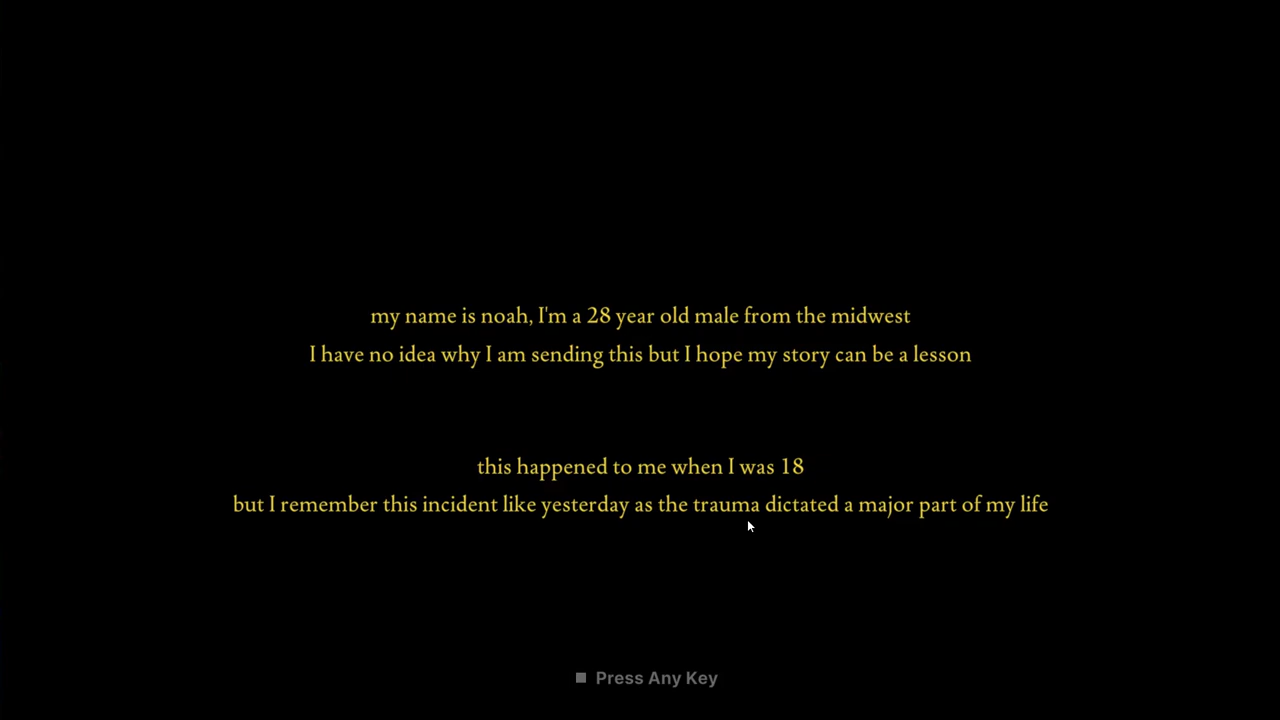 my name is noah, I'm a 28 year old male from the midwest
I have no idea why I am sending this but I hope my story can be a lesson
this happened to me when I was 18
but I remember this incident like yesterday as the trauma dictated a major part of my life
Press Any Key